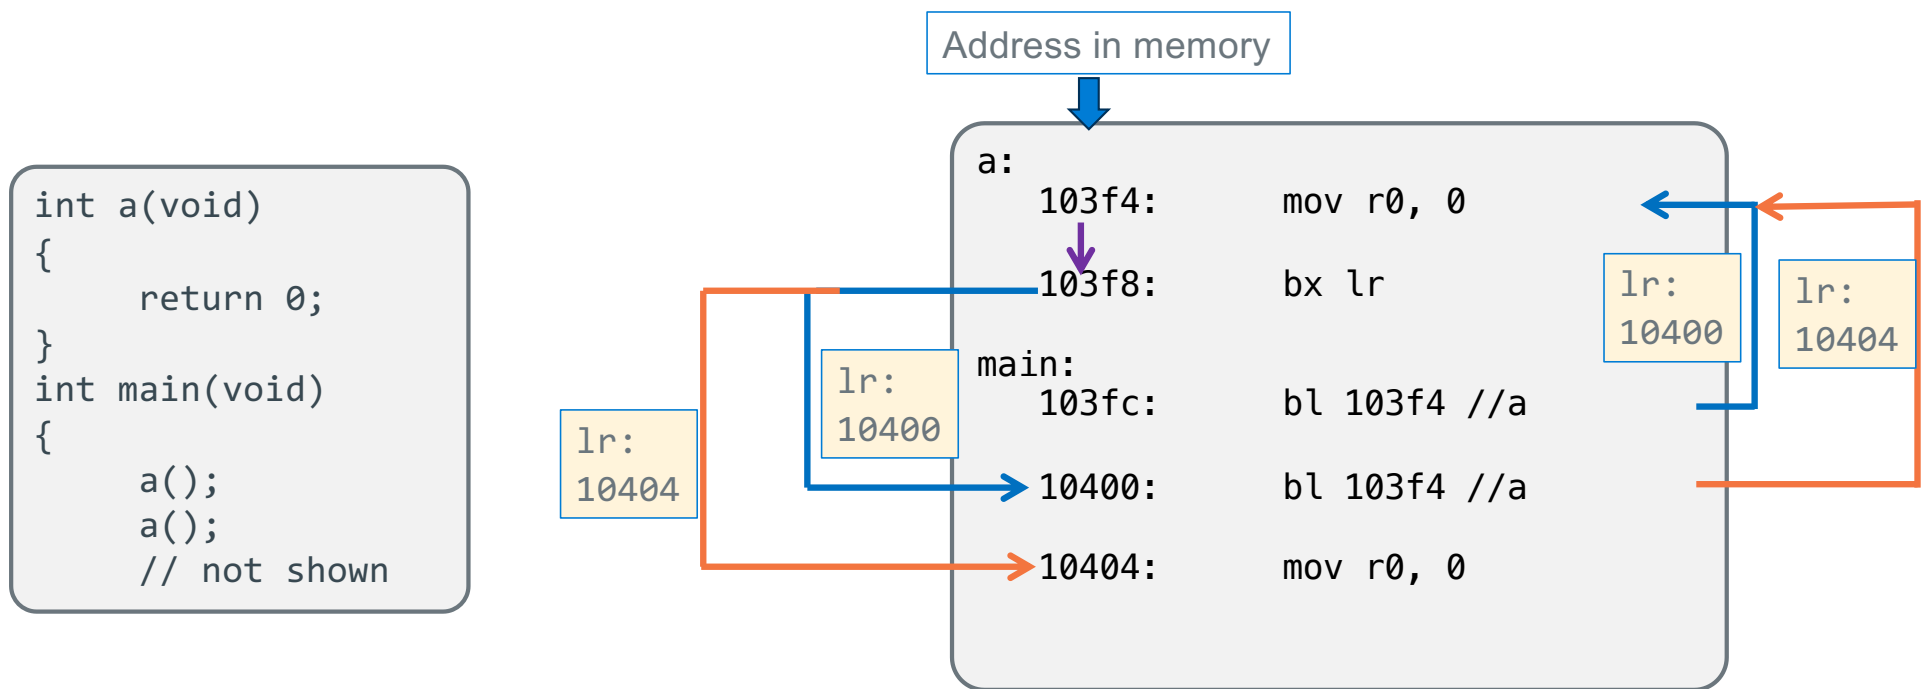 Address in memory
int a(void)
{
return 0;
}
int main(void)
{
a();
a();
// not shown
a:
103f4: mov r0, 0
103f8: bx lr
main:
103fc: bl 103f4 //a
10400: bl 103f4 //a
10404: mov r0, 0
lr:
10404
lr:
10400
lr:
10400
lr:
10404